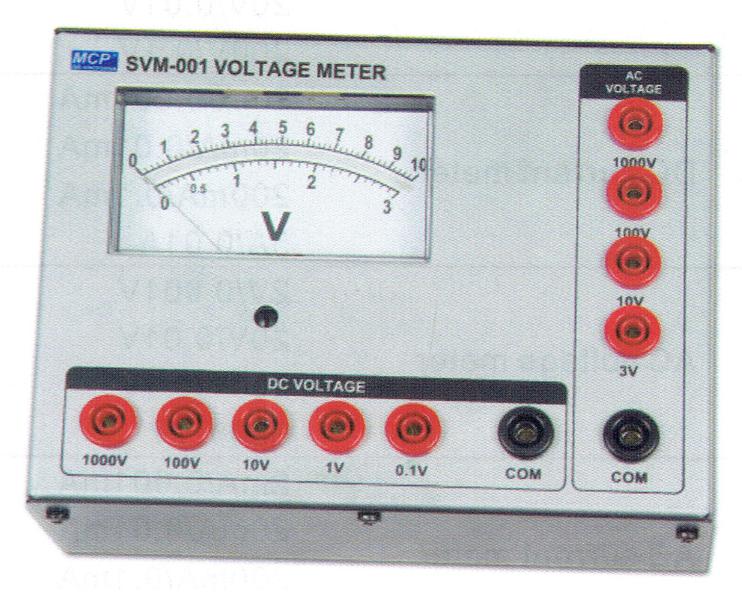 MCP
SVM-001 VOLTAGE METER
AC
VOLTAGE
0 1 2 3 4 5 6 7 8 9 10
0 0.5 1 2 3
V
1000V
100V
10V
3V
COM
DC VOLTAGE
1000V 100V 10V 1V 0.1V COM